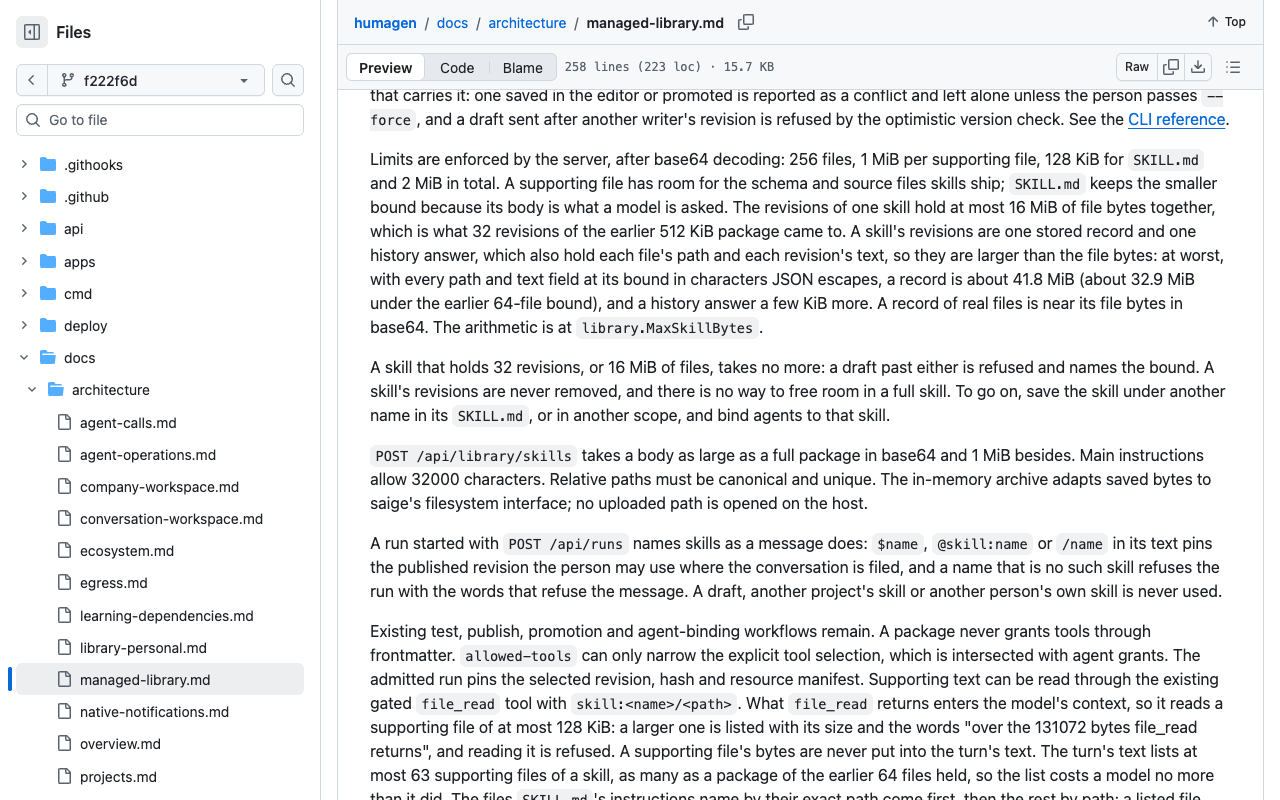 Files
f222f6d
Go to file
.githooks
.github
api
apps
cmd
deploy
docs
architecture
agent-calls.md
agent-operations.md
company-workspace.md
conversation-workspace.md
ecosystem.md
egress.md
learning-dependencies.md
library-personal.md
managed-library.md
native-notifications.md
overview.md
projects.md
humagen / docs / architecture / managed-library.md
Top
Preview Code Blame 258 lines (223 loc) · 15.7 KB
Raw
that carries it: one saved in the editor or promoted is reported as a conflict and left alone unless the person passes --
force, and a draft sent after another writer's revision is refused by the optimistic version check. See the CLI reference.
Limits are enforced by the server, after base64 decoding: 256 files, 1 MiB per supporting file, 128 KiB for SKILL.md
and 2 MiB in total. A supporting file has room for the schema and source files skills ship; SKILL.md keeps the smaller
bound because its body is what a model is asked. The revisions of one skill hold at most 16 MiB of file bytes together,
which is what 32 revisions of the earlier 512 KiB package came to. A skill's revisions are one stored record and one
history answer, which also hold each file's path and each revision's text, so they are larger than the file bytes: at worst,
with every path and text field at its bound in characters JSON escapes, a record is about 41.8 MiB (about 32.9 MiB
under the earlier 64-file bound), and a history answer a few KiB more. A record of real files is near its file bytes in
base64. The arithmetic is at library.MaxSkillBytes.
A skill that holds 32 revisions, or 16 MiB of files, takes no more: a draft past either is refused and names the bound. A
skill's revisions are never removed, and there is no way to free room in a full skill. To go on, save the skill under another
name in its SKILL.md, or in another scope, and bind agents to that skill.
POST /api/library/skills takes a body as large as a full package in base64 and 1 MiB besides. Main instructions
allow 32000 characters. Relative paths must be canonical and unique. The in-memory archive adapts saved bytes to
saige's filesystem interface; no uploaded path is opened on the host.
A run started with POST /api/runs names skills as a message does: $name, @skill:name or /name in its text pins
the published revision the person may use where the conversation is filed, and a name that is no such skill refuses the
run with the words that refuse the message. A draft, another project's skill or another person's own skill is never used.
Existing test, publish, promotion and agent-binding workflows remain. A package never grants tools through
frontmatter. allowed-tools can only narrow the explicit tool selection, which is intersected with agent grants. The
admitted run pins the selected revision, hash and resource manifest. Supporting text can be read through the existing
gated file_read tool with skill:<name>/<path>. What file_read returns enters the model's context, so it reads a
supporting file of at most 128 KiB: a larger one is listed with its size and the words "over the 131072 bytes file_read
returns", and reading it is refused. A supporting file's bytes are never put into the turn's text. The turn's text lists at
most 63 supporting files of a skill, as many as a package of the earlier 64 files held, so the list costs a model no more
than it did. The files SKILL.md's instructions name by their exact path come first, then the rest by path; a listed file